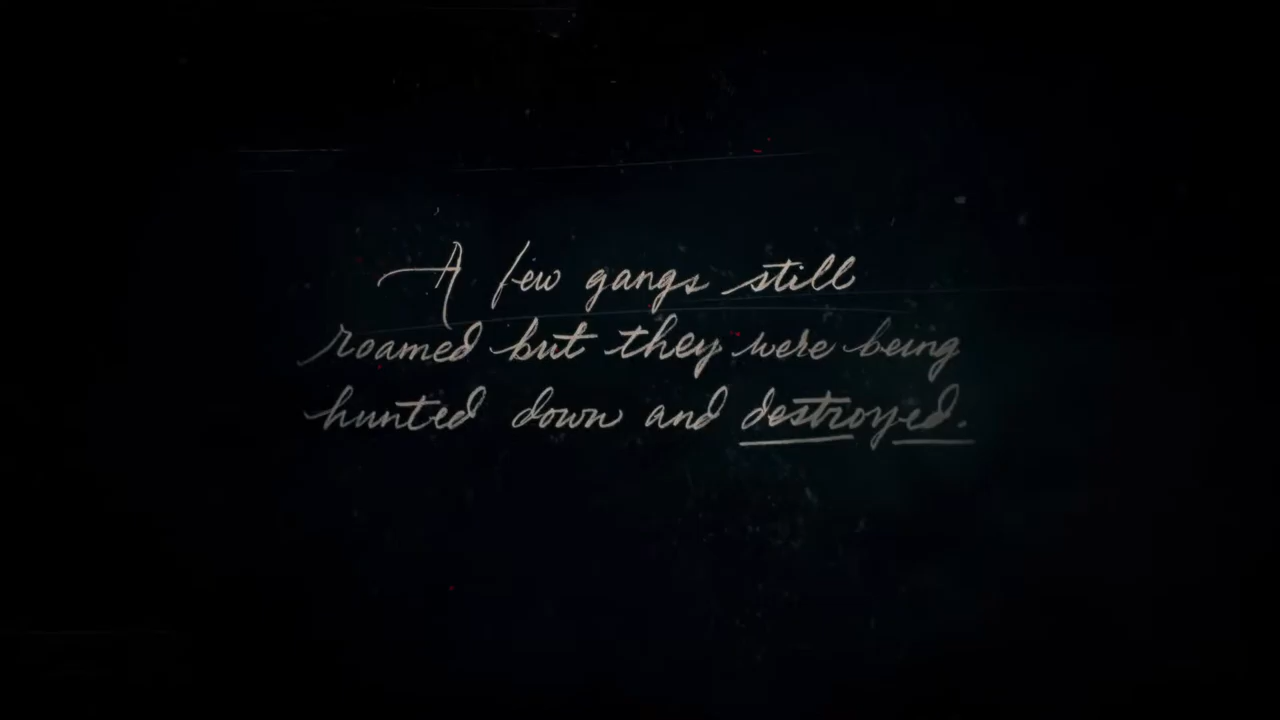 A few gangs still
roamed but they were being
hunted down and destroyed.